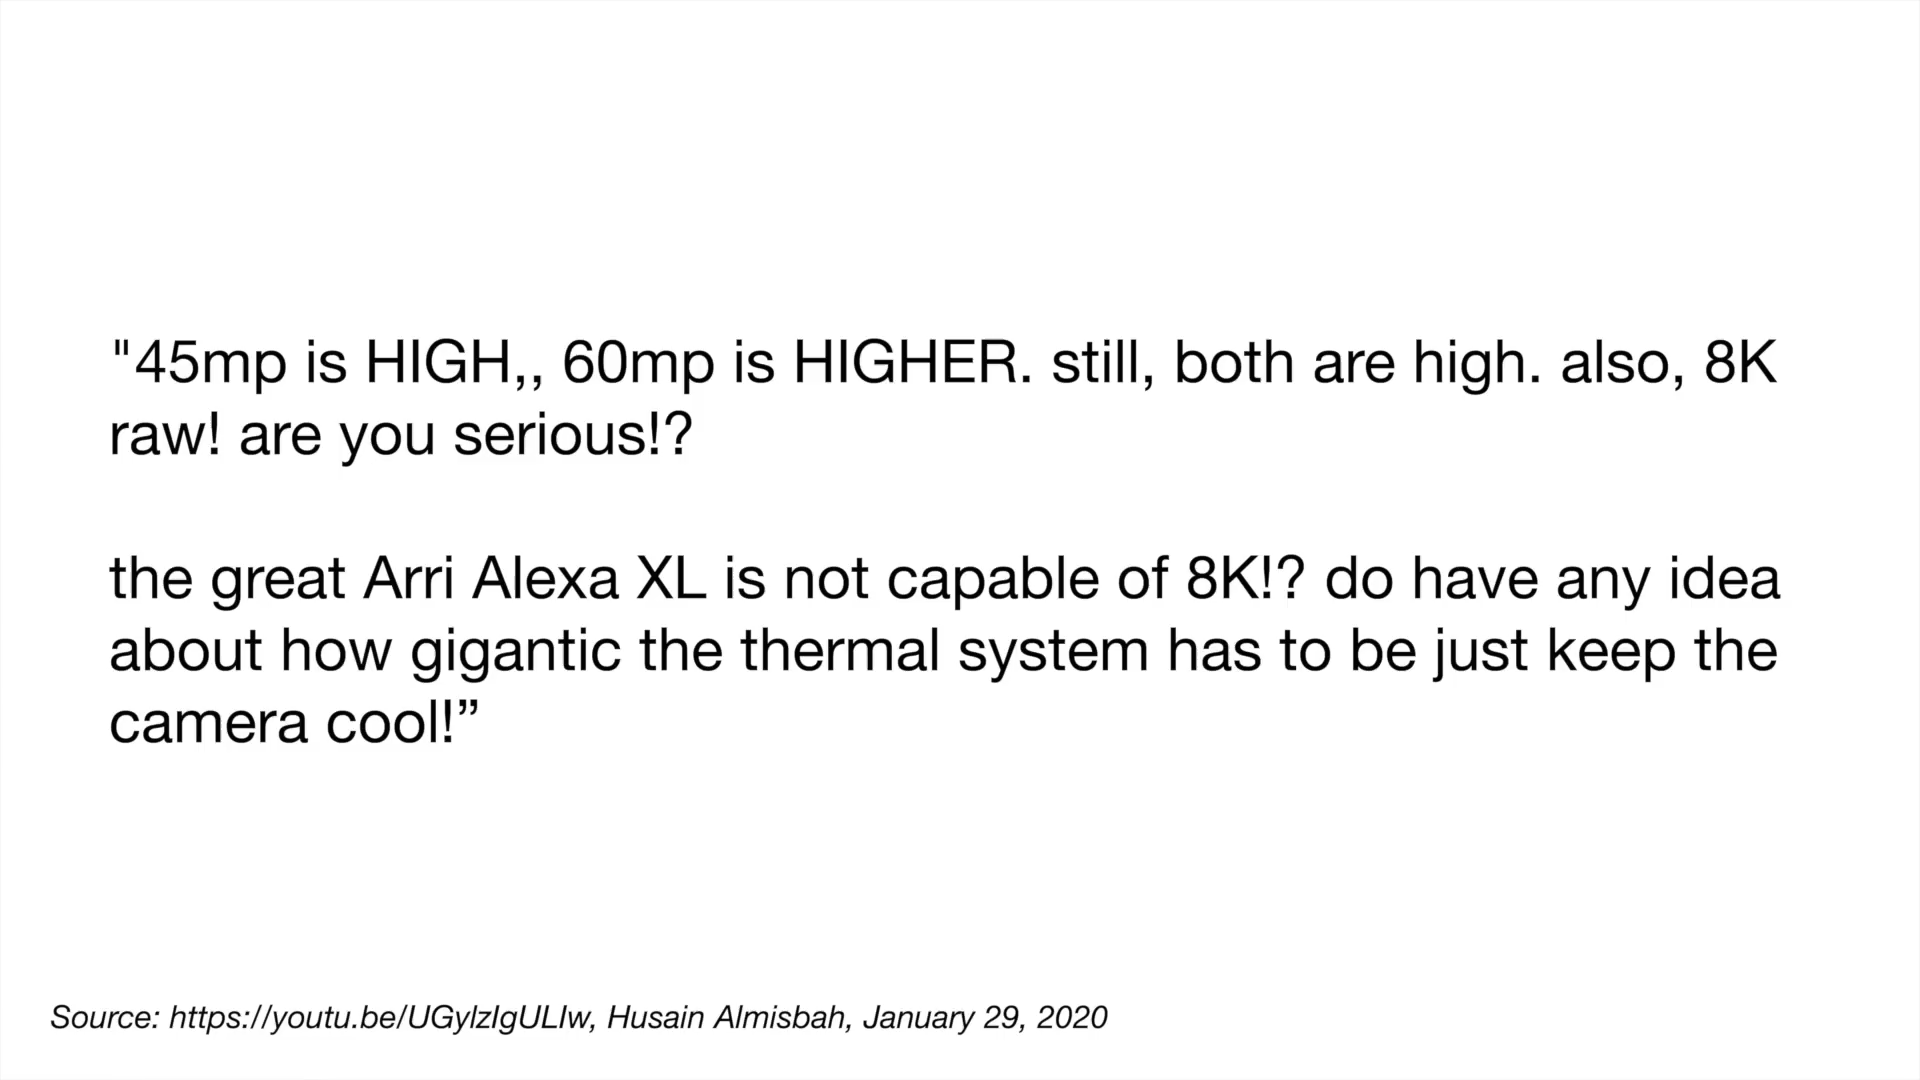 "45mp is HIGH,, 60mp is HIGHER. still, both are high. also, 8K
raw! are you serious!?
the great Arri Alexa XL is not capable of 8K!? do have any idea
about how gigantic the thermal system has to be just keep the
camera cool!”
Source: https://youtu.be/UGylzIgULIw, Husain Almisbah, January 29, 2020